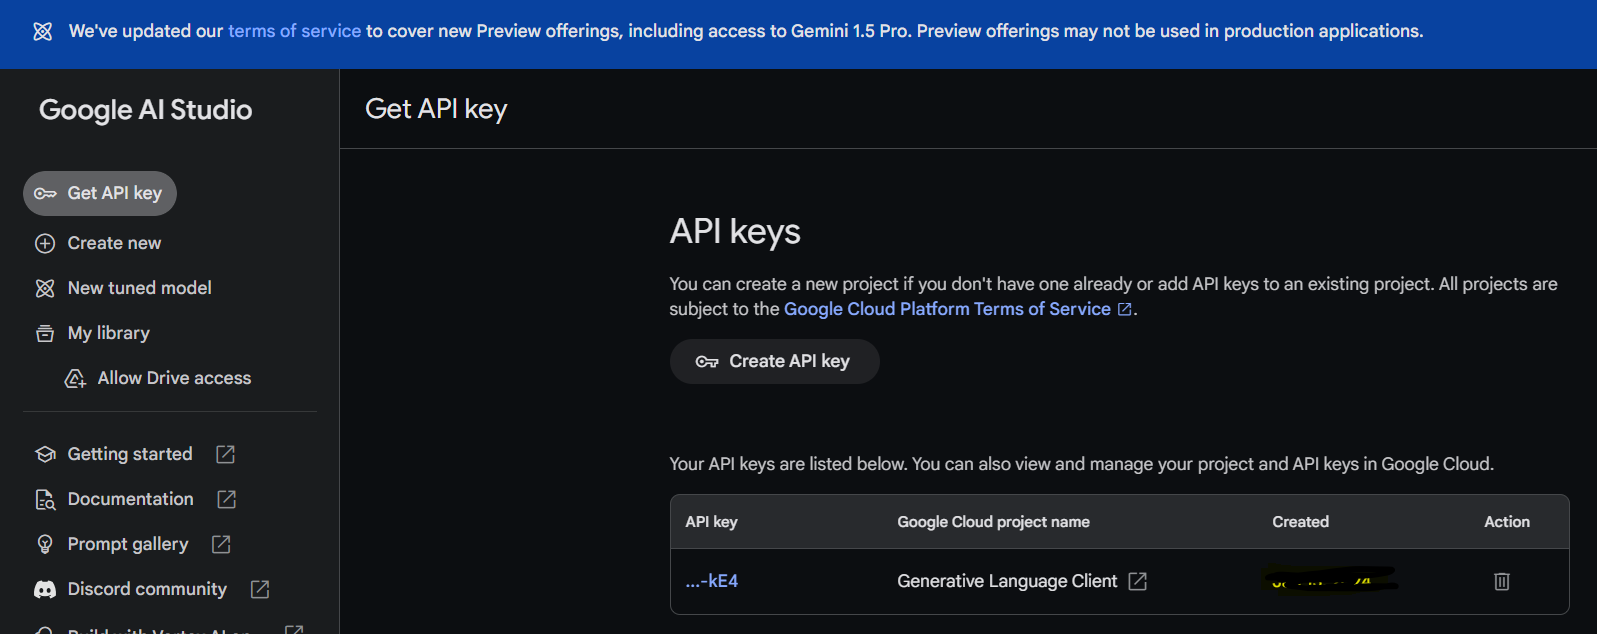 We've updated our terms of service to cover new Preview offerings, including access to Gemini 1.5 Pro. Preview offerings may not be used in production applications.
Google AI Studio
Get API key
Create new
New tuned model
My library
Allow Drive access
Getting started
Documentation
Prompt gallery
Discord community
Get API key
API keys
You can create a new project if you don't have one already or add API keys to an existing project. All projects are
subject to the Google Cloud Platform Terms of Service.
Create API key
Your API keys are listed below. You can also view and manage your project and API keys in Google Cloud.
API key Google Cloud project name Created Action
...-kE4 Generative Language Client